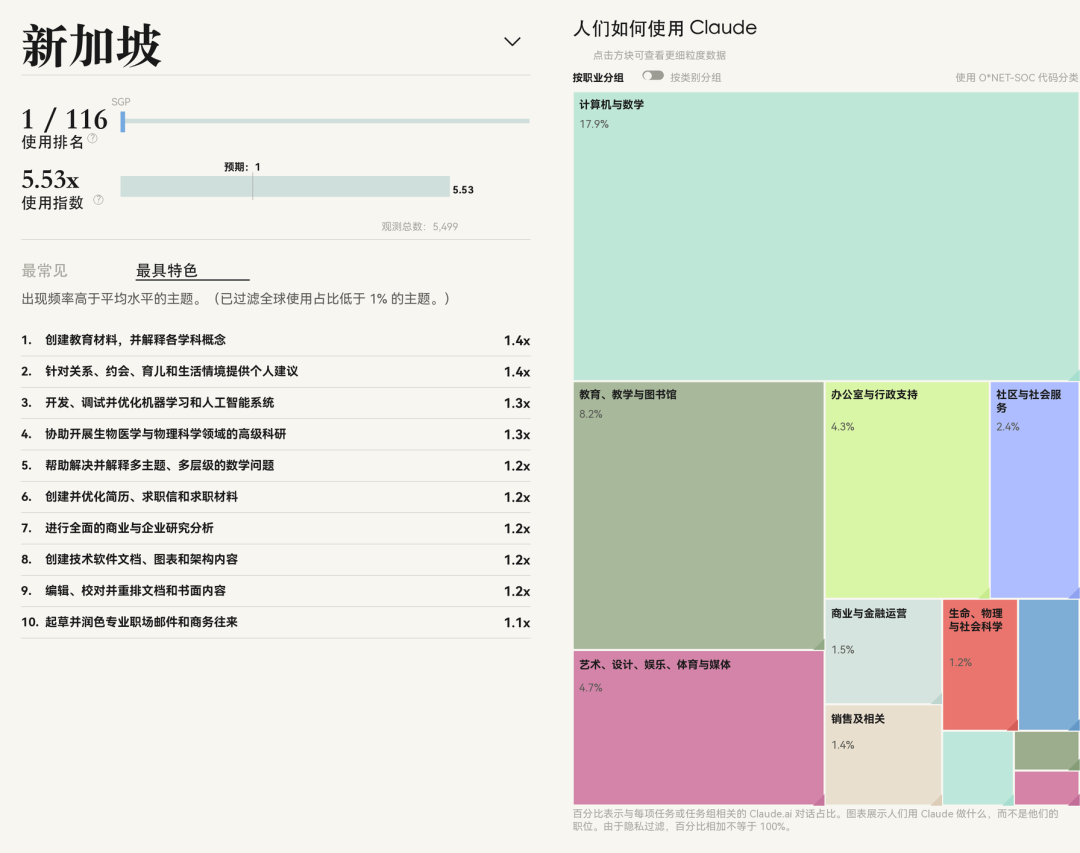 新加坡
SGP
1 / 116
使用排名 ?
预期：1
5.53x
5.53
使用指数 ?
观测总数：5,499
最常见 最具特色
出现频率高于平均水平的主题。（已过滤全球使用占比低于 1% 的主题。）
1. 创建教育材料，并解释各学科概念 1.4x
2. 针对关系、约会、育儿和生活情境提供个人建议 1.4x
3. 开发、调试并优化机器学习和人工智能系统 1.3x
4. 协助开展生物医学与物理科学领域的高级科研 1.3x
5. 帮助解决并解释多主题、多层级的数学问题 1.2x
6. 创建并优化简历、求职信和求职材料 1.2x
7. 进行全面的商业与企业研究分析 1.2x
8. 创建技术软件文档、图表和架构内容 1.2x
9. 编辑、校对并重排文档和书面内容 1.2x
10. 起草并润色专业职场邮件和商务往来 1.1x
人们如何使用 Claude
点击方块可查看更细粒度数据
按职业分组 按类别分组 使用 O*NET-SOC 代码分类
计算机与数学
17.9%
教育、教学与图书馆
8.2%
办公室与行政支持
4.3%
社区与社会服
务
2.4%
艺术、设计、娱乐、体育与媒体
4.7%
商业与金融运营
1.5%
生命、物理
与社会科学
1.2%
销售及相关
1.4%
百分比表示与每项任务或任务组相关的 Claude.ai 对话占比。图表展示人们用 Claude 做什么，而不是他们的
职位。由于隐私过滤，百分比相加不等于 100%。